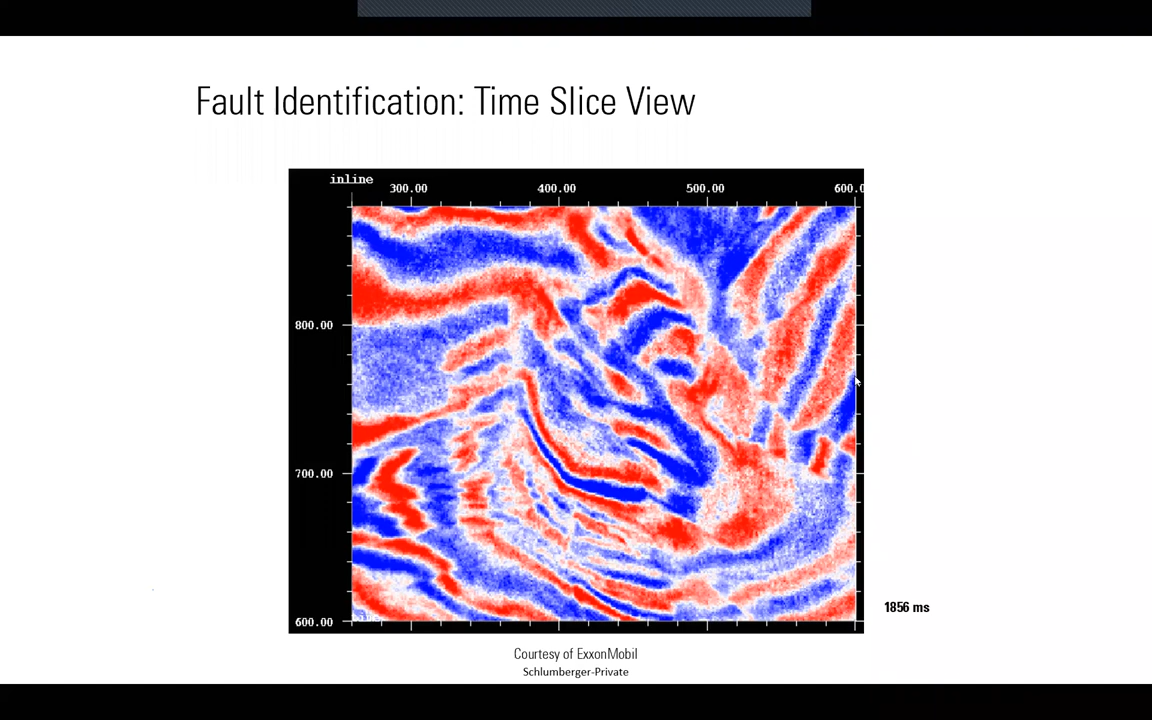 Fault Identification: Time Slice View
inline
300.00 400.00 500.00 600.0
800.00
700.00
600.00
1856 ms
Courtesy of ExxonMobil
Schlumberger-Private